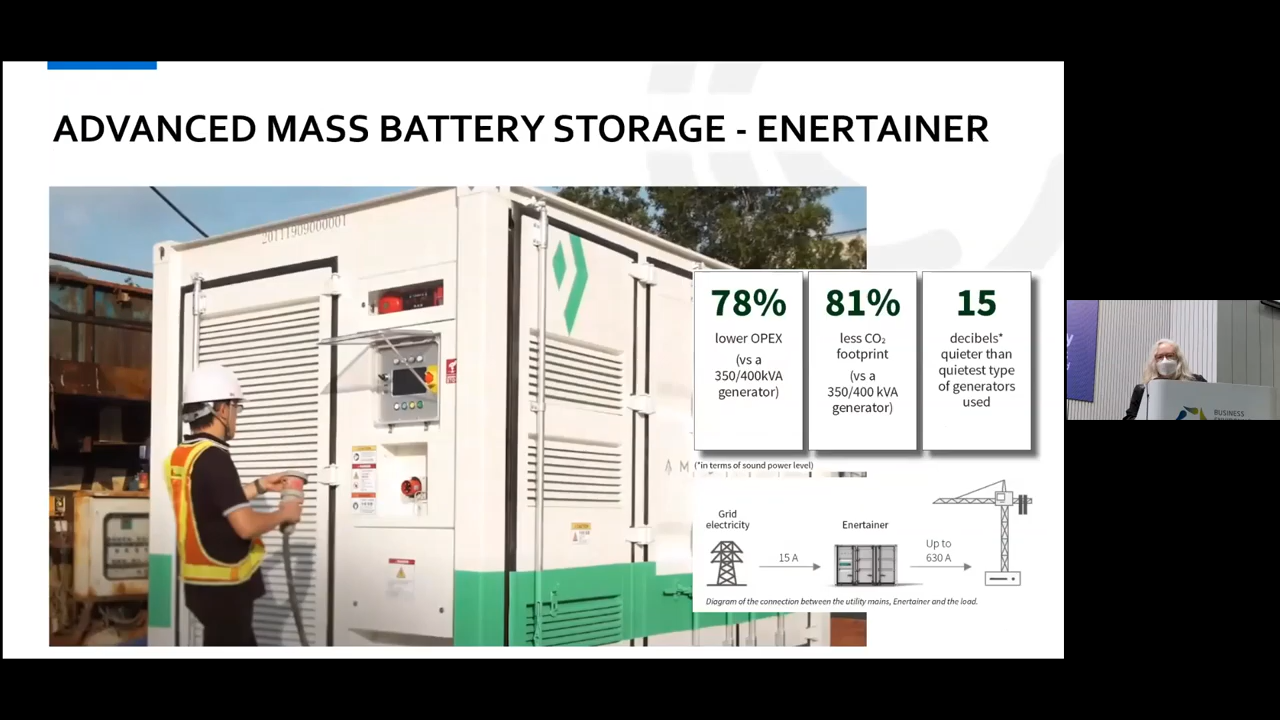 ADVANCED MASS BATTERY STORAGE - ENERTAINER
20111909000001
78%
lower OPEX
(vs a
350/400kVA
generator)
81%
less CO₂
footprint
(vs a
350/400 kVA
generator)
15
decibels*
quieter than
quietest type
of generators
used
(*in terms of sound power level)
Grid
electricity
15 A
Enertainer
Up to
630 A
Diagram of the connection between the utility mains, Enertainer and the load.
BUSINESS